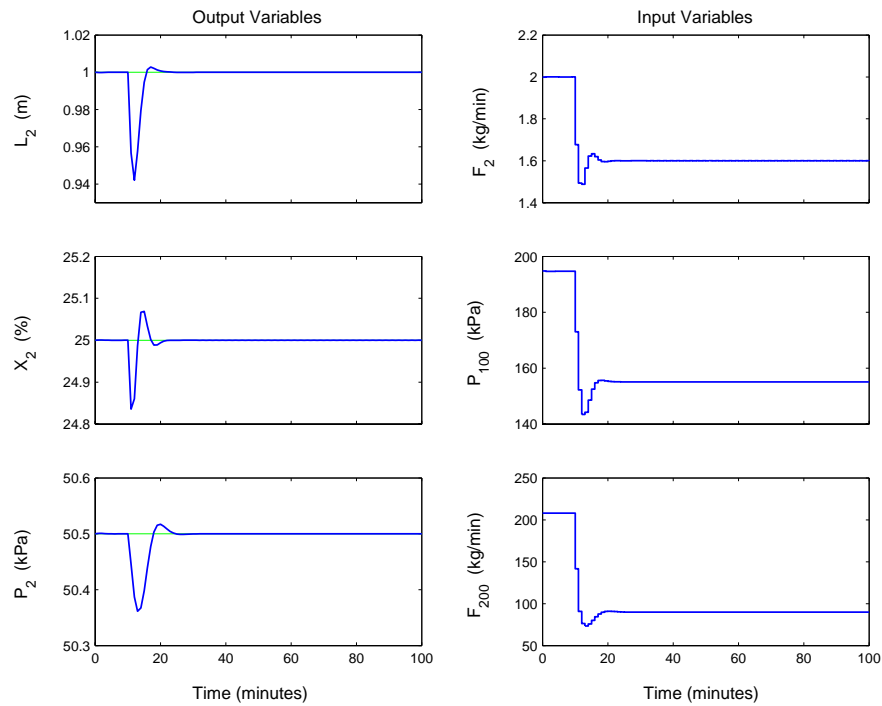 Output Variables
Input Variables
1.02
1
0.98
0.96
0.94
L2 (m)
2.2
2
1.8
1.6
1.4
F2 (kg/min)
25.2
25.1
25
24.9
24.8
X2 (%)
200
180
160
140
P100 (kPa)
50.6
50.5
50.4
50.3
P2 (kPa)
0 20 40 60 80 100
Time (minutes)
250
200
150
100
50
F200 (kg/min)
0 20 40 60 80 100
Time (minutes)